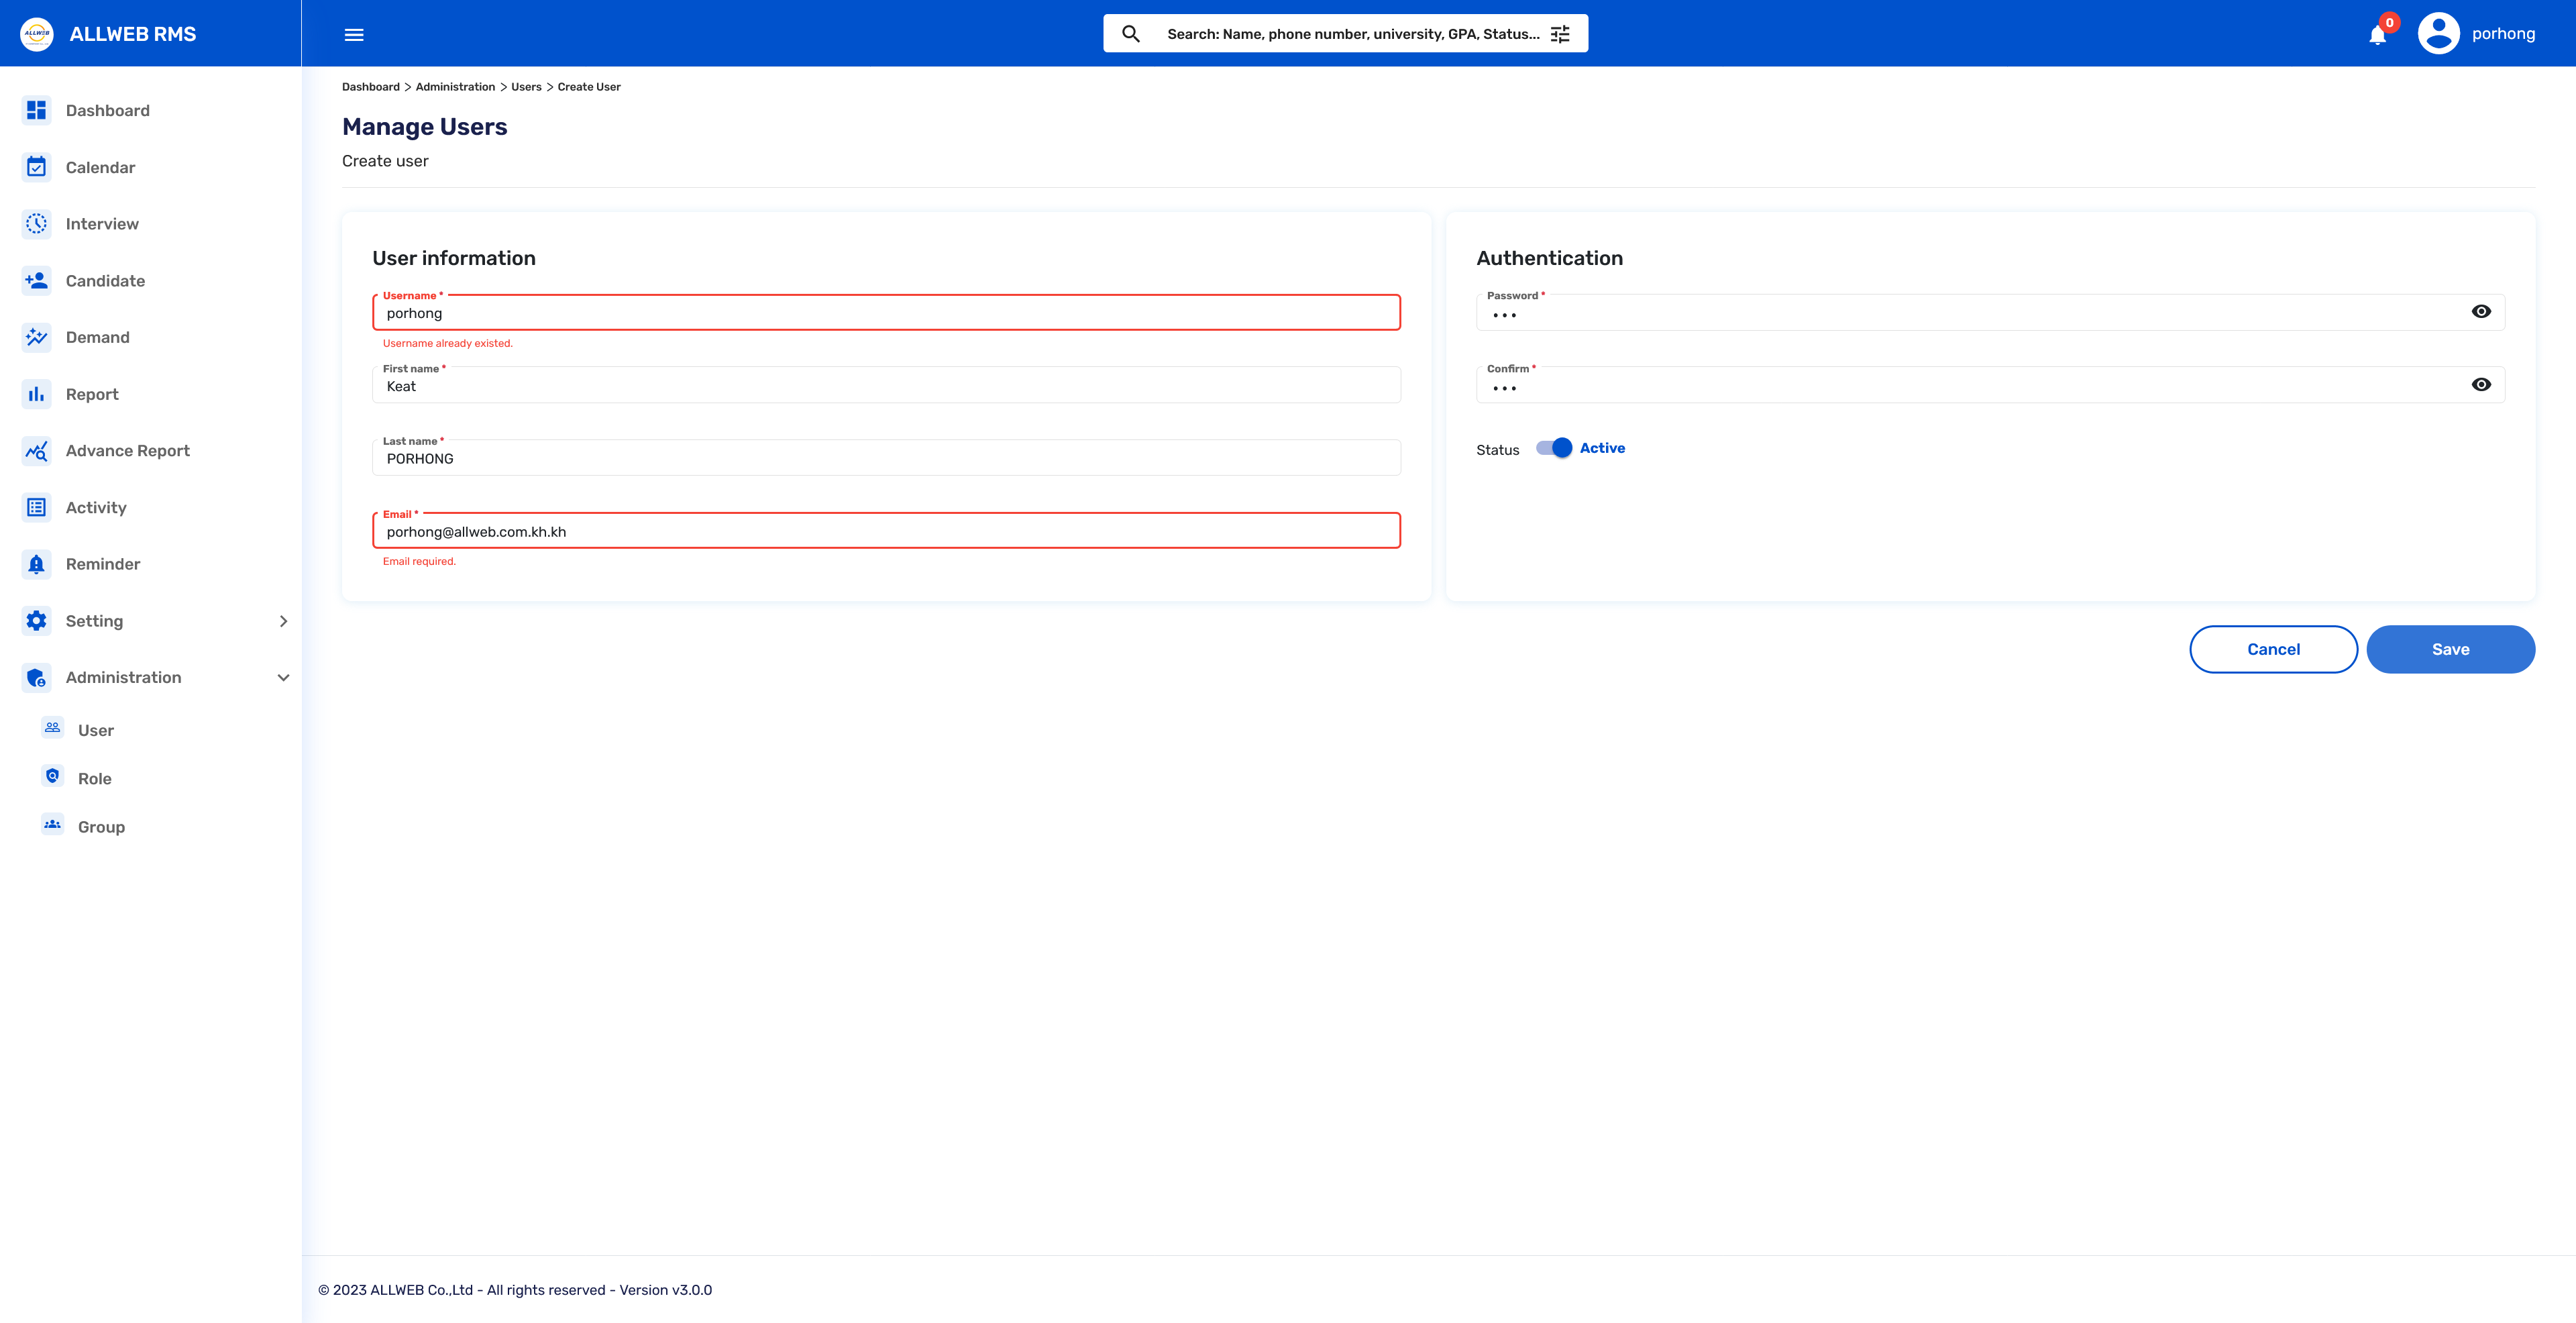 ALLWEB
ALLWEB RMS
Search: Name, phone number, university, GPA, Status...
0
porhong
Dashboard
Calendar
Interview
Candidate
Demand
Report
Advance Report
Activity
Reminder
Setting
Administration
User
Role
Group
Dashboard > Administration > Users > Create User
Manage Users
Create user
User information
Username *
porhong
Username already existed.
First name *
Keat
Last name *
PORHONG
Email *
porhong@allweb.com.kh.kh
Email required.
Authentication
Password *
•••
Confirm *
•••
Status Active
Cancel
Save
© 2023 ALLWEB Co.,Ltd - All rights reserved - Version v3.0.0